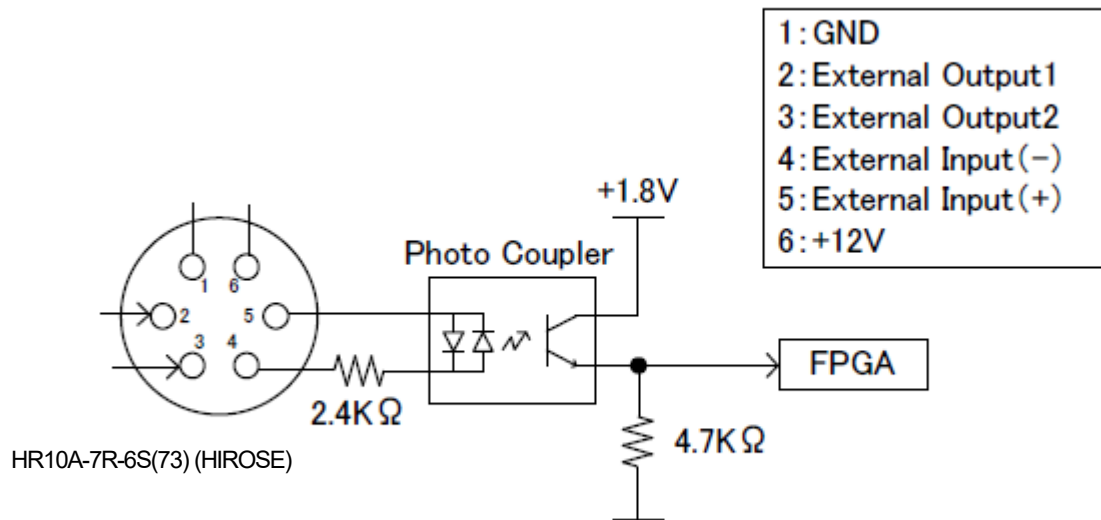 1:GND
2:External Output1
3:External Output2
4:External Input(-)
5:External Input(+)
6:+12V
+1.8V
Photo Coupler
1 6
2 5
3 4
FPGA
2.4KΩ
4.7KΩ
HR10A-7R-6S(73) (HIROSE)